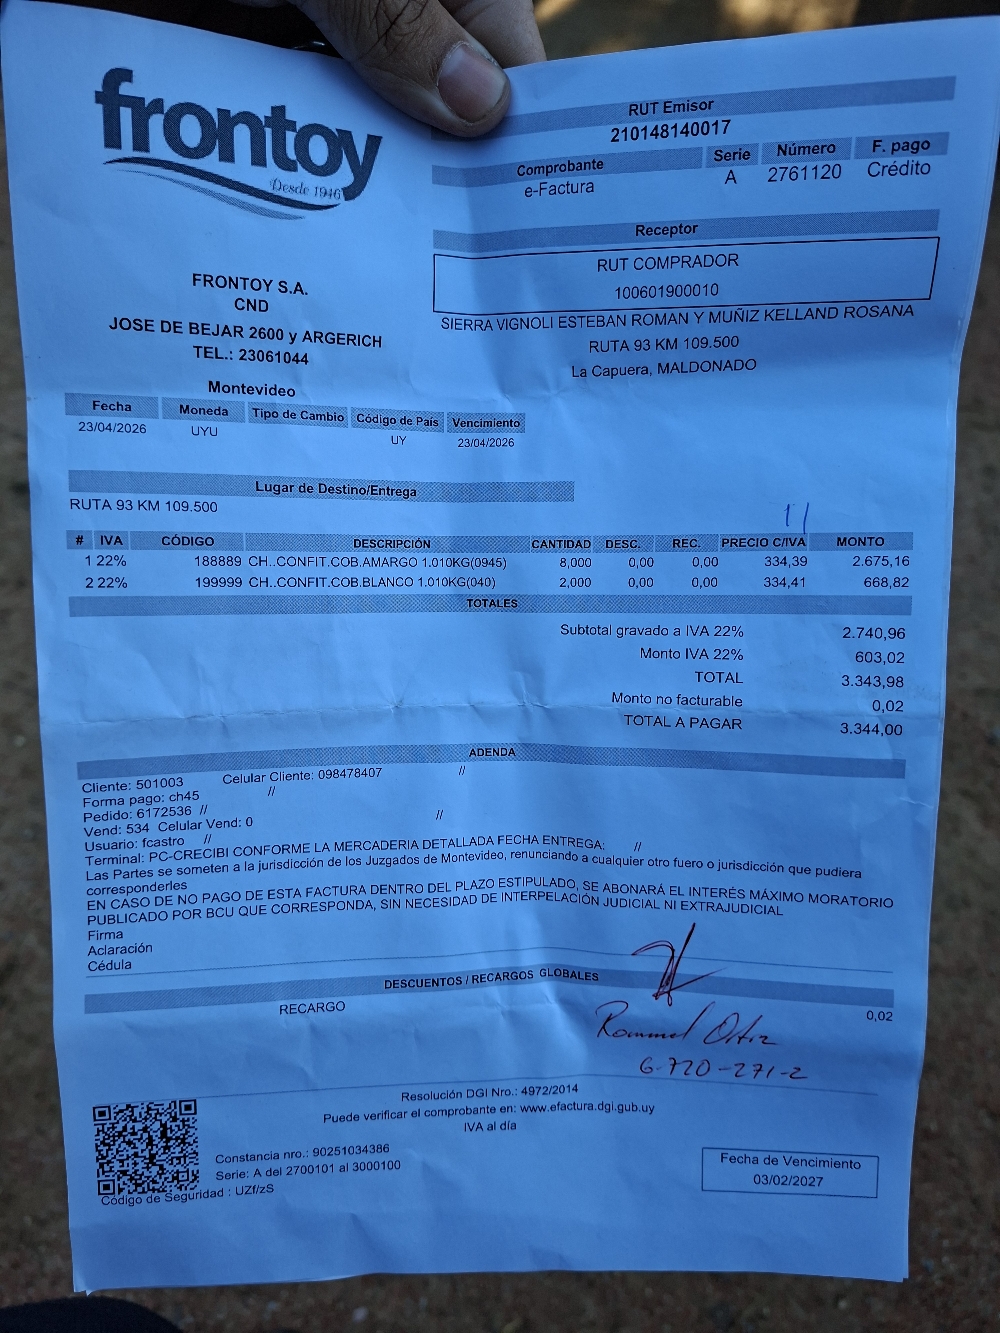 frontoy
Desde 1946
FRONTOY S.A.
CND
JOSE DE BEJAR 2600 y ARGERICH
TEL.: 23061044
Montevideo
RUT Emisor
210148140017
Comprobante Serie Número F. pago
e-Factura A 2761120 Crédito
Receptor
RUT COMPRADOR
100601900010
SIERRA VIGNOLI ESTEBAN ROMAN Y MUÑIZ KELLAND ROSANA
RUTA 93 KM 109.500
La Capuera, MALDONADO
Fecha Moneda Tipo de Cambio Código de País Vencimiento
23/04/2026 UYU UY 23/04/2026
Lugar de Destino/Entrega
RUTA 93 KM 109.500
# IVA CÓDIGO DESCRIPCIÓN CANTIDAD DESC. REC. PRECIO C/IVA MONTO
1 22% 188889 CH..CONFIT.COB.AMARGO 1.010KG(0945) 8,000 0,00 0,00 334,39 2.675,16
2 22% 199999 CH..CONFIT.COB.BLANCO 1.010KG(040) 2,000 0,00 0,00 334,41 668,82
TOTALES
Subtotal gravado a IVA 22% 2.740,96
Monto IVA 22% 603,02
TOTAL 3.343,98
Monto no facturable 0,02
TOTAL A PAGAR 3.344,00
ADENDA
Cliente: 501003 Celular Cliente: 098478407 //
Forma pago: ch45 //
Pedido: 6172536 //
Vend: 534 Celular Vend: 0 //
Usuario: fcastro //
Terminal: PC-CRECIBI CONFORME LA MERCADERIA DETALLADA FECHA ENTREGA: //
Las Partes se someten a la jurisdicción de los Juzgados de Montevideo, renunciando a cualquier otro fuero o jurisdicción que pudiera
corresponderles
EN CASO DE NO PAGO DE ESTA FACTURA DENTRO DEL PLAZO ESTIPULADO, SE ABONARÁ EL INTERÉS MÁXIMO MORATORIO
PUBLICADO POR BCU QUE CORRESPONDA, SIN NECESIDAD DE INTERPELACIÓN JUDICIAL NI EXTRAJUDICIAL
Firma
Aclaración
Cédula
DESCUENTOS / RECARGOS GLOBALES
RECARGO 0,02
Rommel Ortiz
6-720-271-2
Resolución DGI Nro.: 4972/2014
Puede verificar el comprobante en: www.efactura.dgi.gub.uy
IVA al día
Constancia nro.: 90251034386
Serie: A del 2700101 al 3000100
Código de Seguridad : UZf/zS
Fecha de Vencimiento
03/02/2027